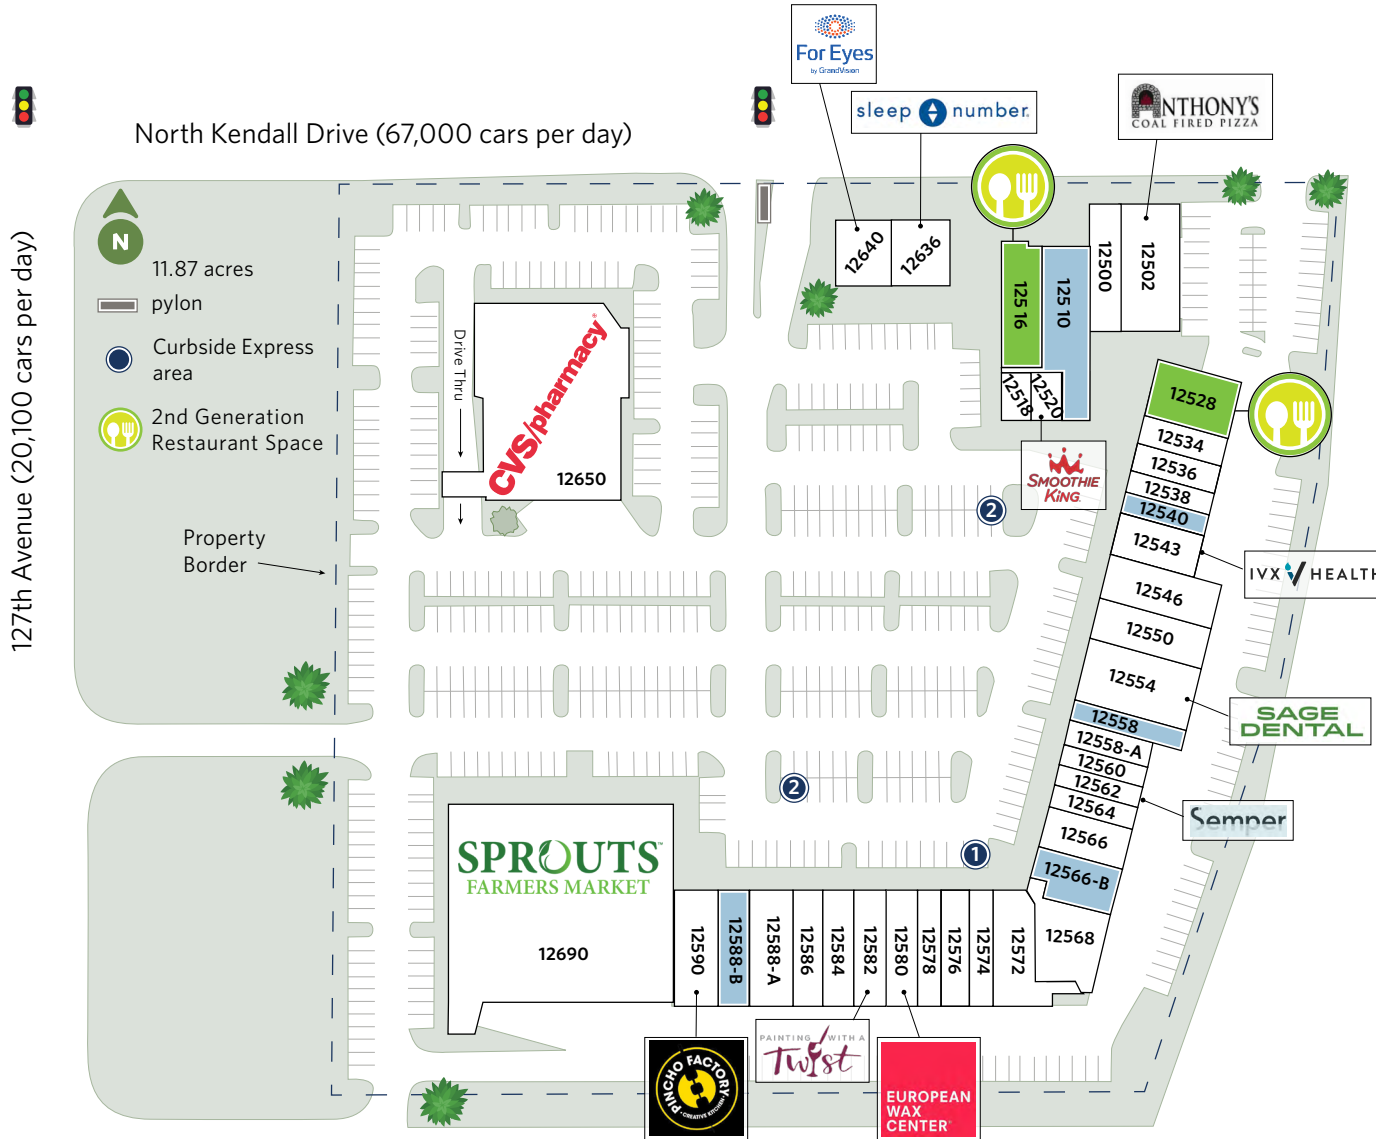 For Eyes
by GrandVision
sleep number.
ANTHONY'S
COAL FIRED PIZZA
North Kendall Drive (67,000 cars per day)
127th Avenue (20,100 cars per day)
N
11.87 acres
pylon
Curbside Express
area
2nd Generation
Restaurant Space
Property
Border
Drive Thru
CVS/pharmacy®
12650
12640
12636
12516
12510
12500
12502
12518
12520
SMOOTHIE
KING
12528
12534
12536
12538
12540
12543
IVX HEALTH
12546
12550
12554
SAGE
DENTAL
12558
12558-A
12560
12562
12564
Semper
12566
12566-B
12568
2
2
1
SPROUTS
FARMERS MARKET
12690
12590
12588-B
12588-A
12586
12584
12582
12580
12578
12576
12574
12572
PINCHO FACTORY
• CREATIVE KITCHEN •
PAINTING WITH A
Twist
EUROPEAN
WAX
CENTER